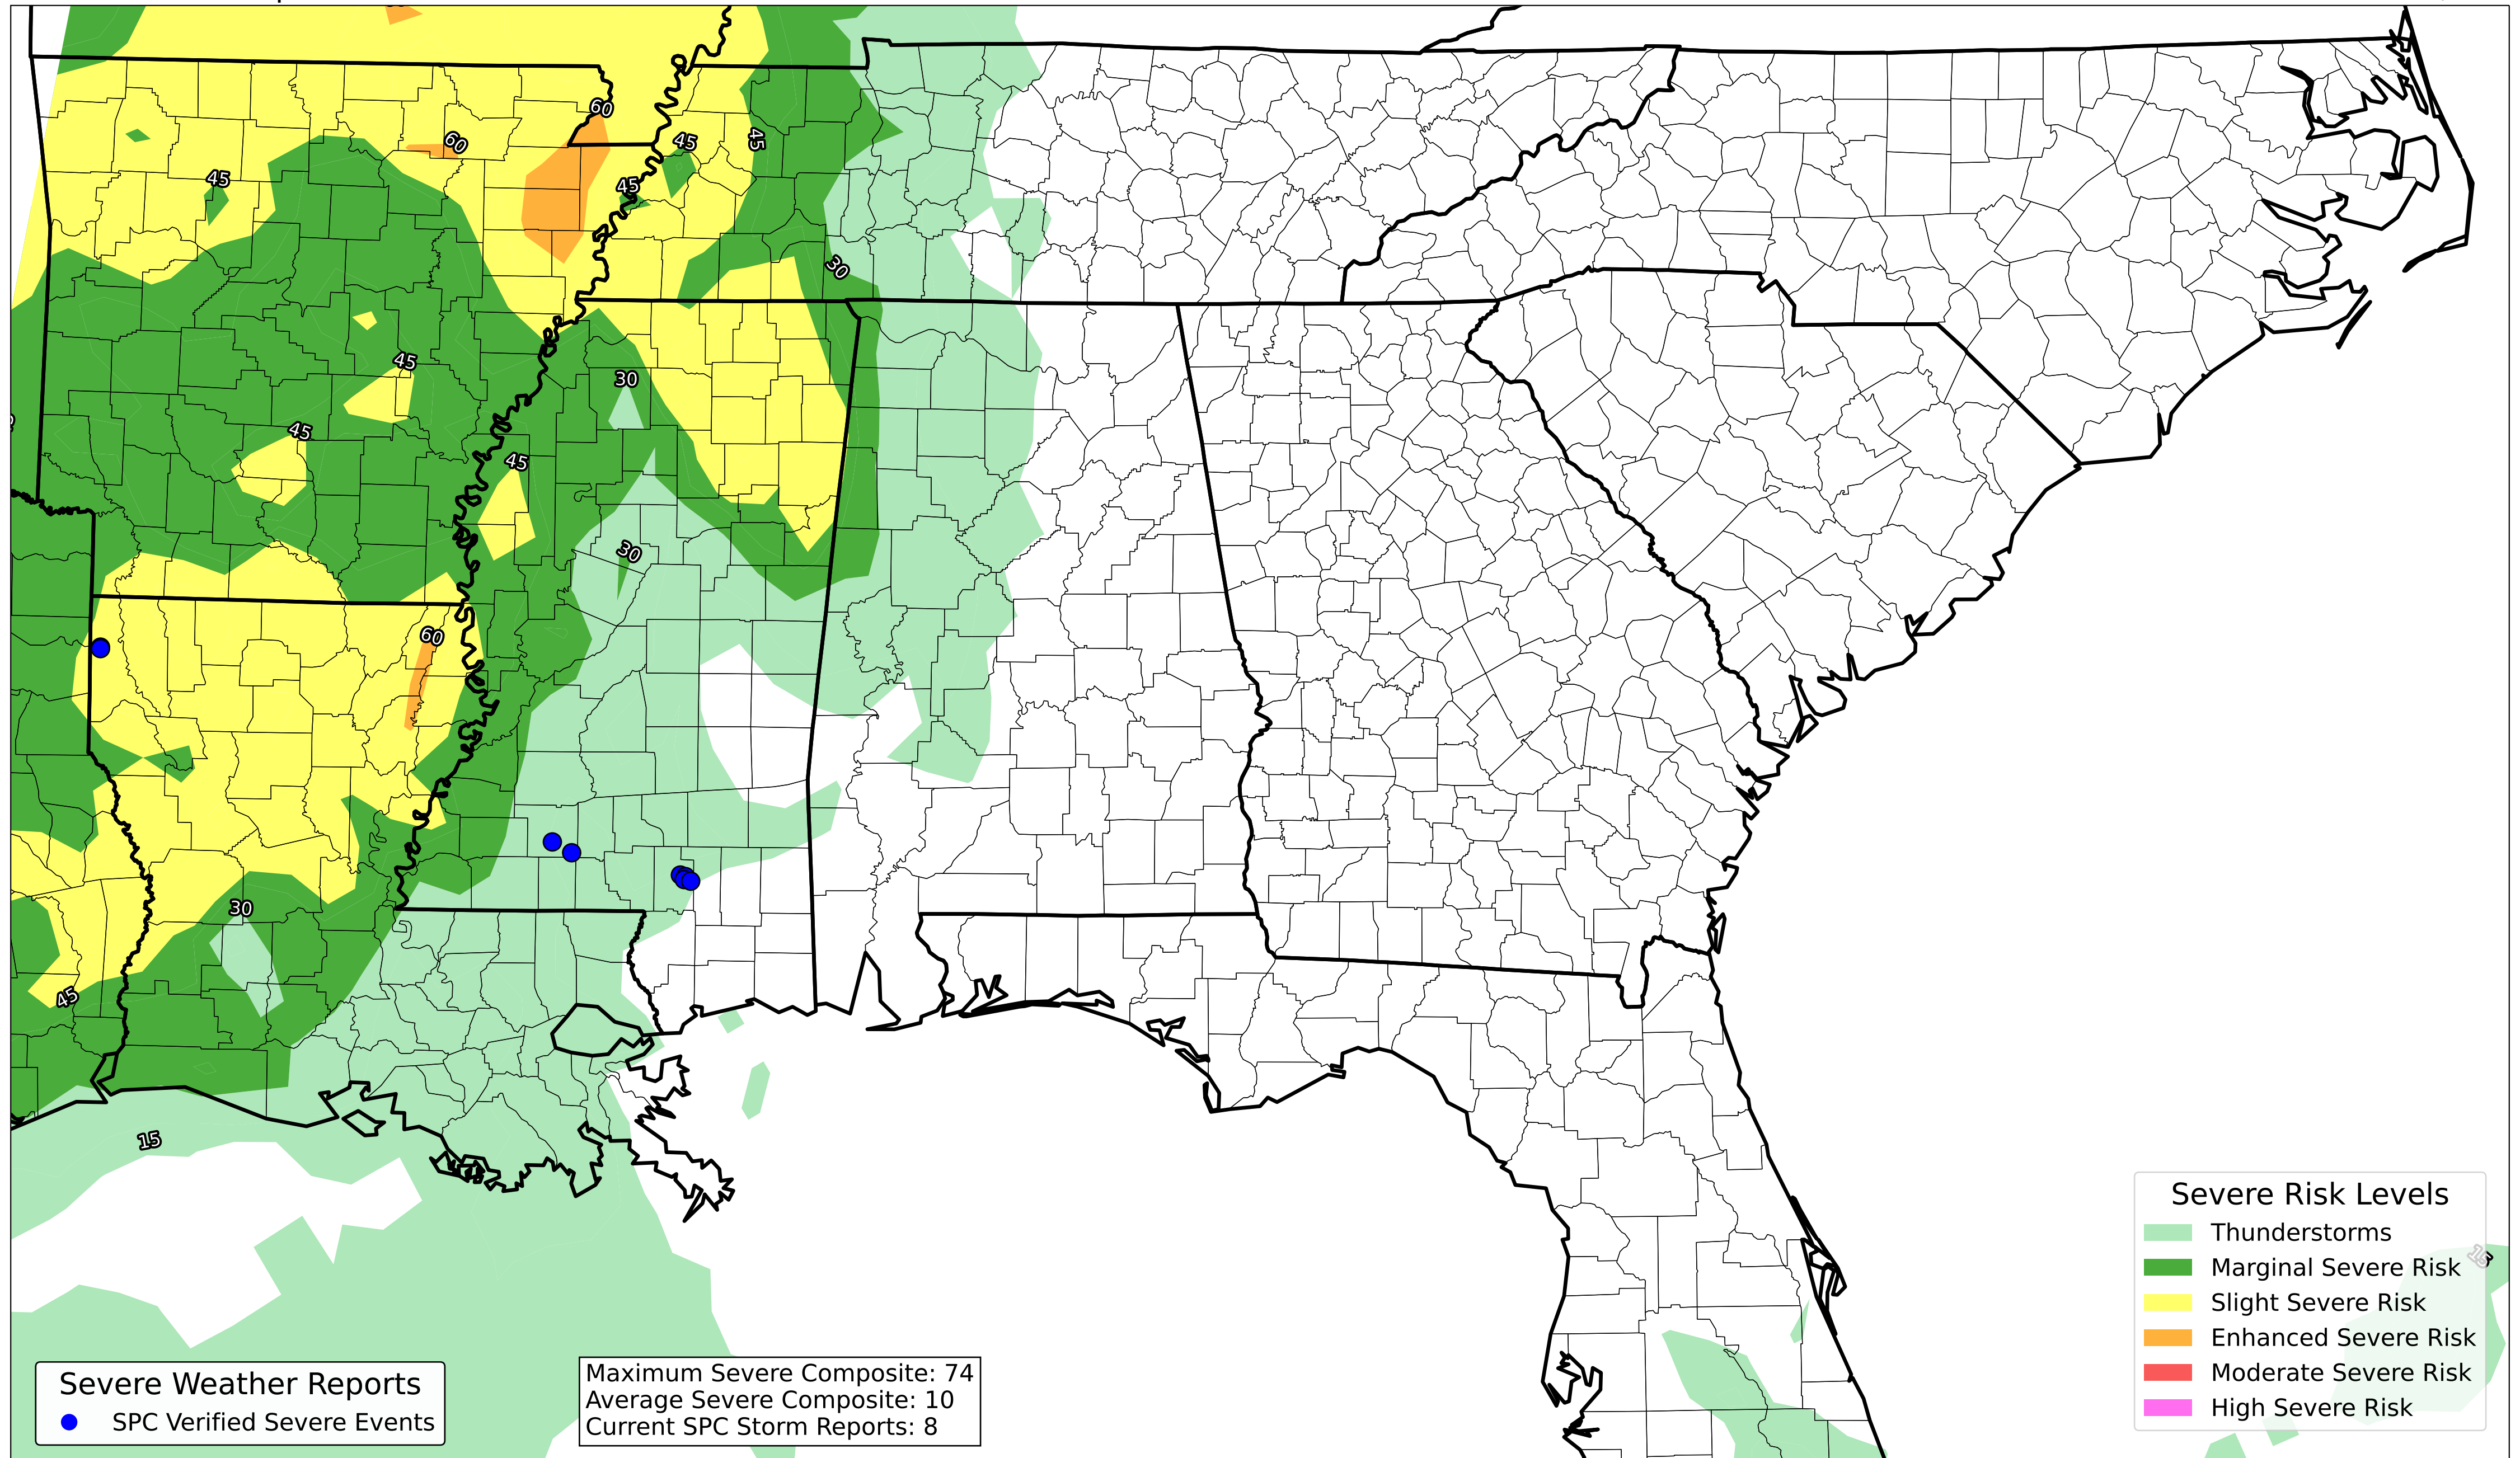 60
60
45
45
45
45
30
45
30
45
45
30
60
30
45
15
Severe Risk Levels
Thunderstorms
15
Marginal Severe Risk
Slight Severe Risk
Enhanced Severe Risk
Moderate Severe Risk
High Severe Risk
Severe Weather Reports
SPC Verified Severe Events
Maximum Severe Composite: 74
Average Severe Composite: 10
Current SPC Storm Reports: 8